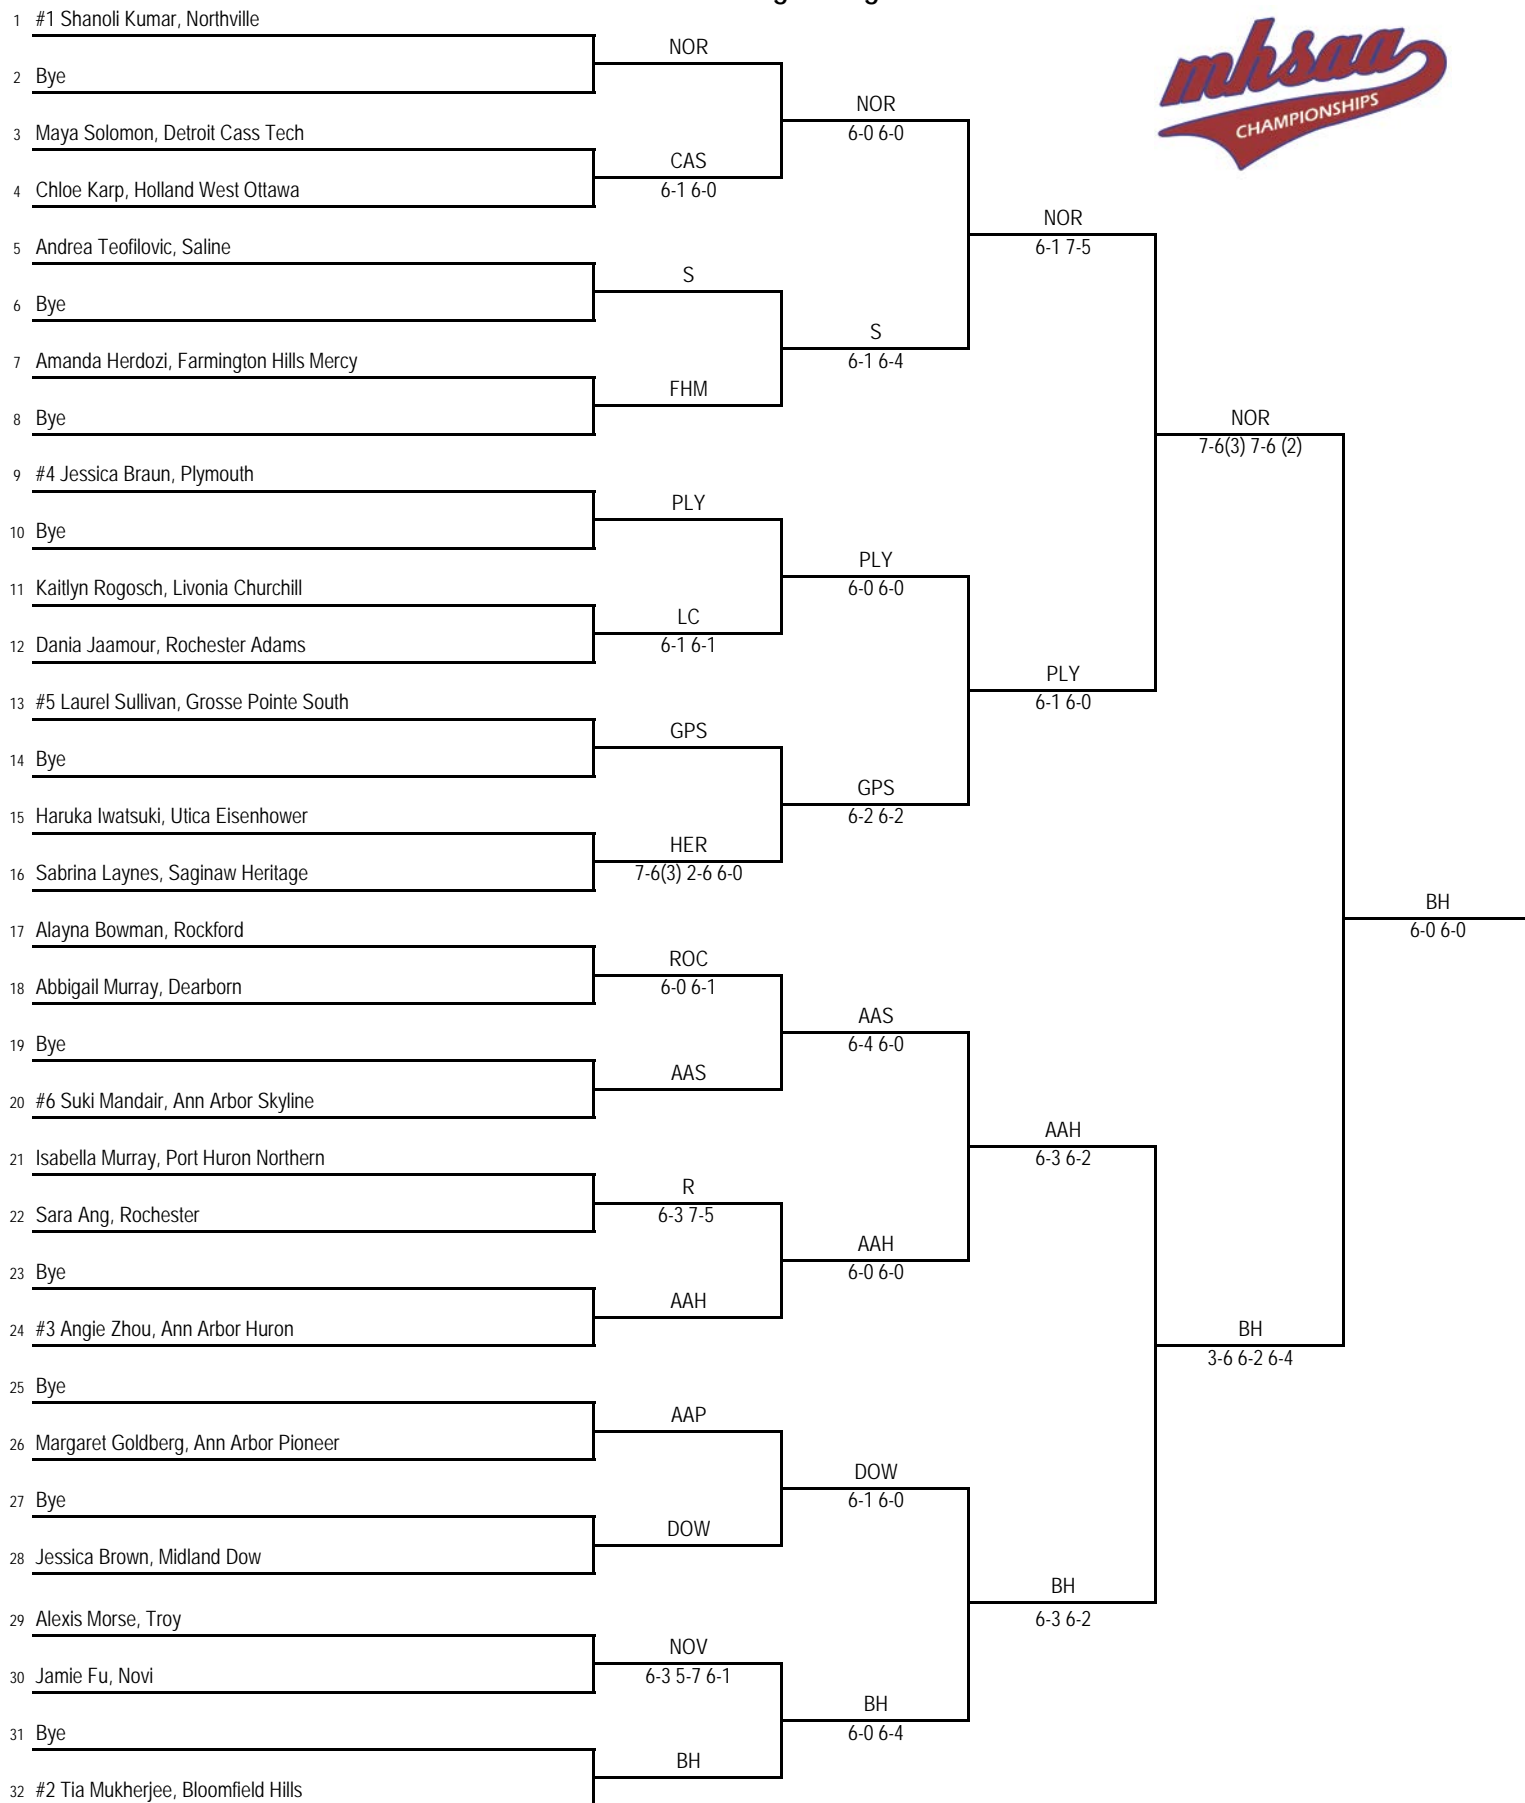 1 #1 Shanoli Kumar, Northville
2 Bye
3 Maya Solomon, Detroit Cass Tech
4 Chloe Karp, Holland West Ottawa
5 Andrea Teofilovic, Saline
6 Bye
7 Amanda Herdozi, Farmington Hills Mercy
8 Bye
9 #4 Jessica Braun, Plymouth
10 Bye
11 Kaitlyn Rogosch, Livonia Churchill
12 Dania Jaamour, Rochester Adams
13 #5 Laurel Sullivan, Grosse Pointe South
14 Bye
15 Haruka Iwatsuki, Utica Eisenhower
16 Sabrina Laynes, Saginaw Heritage
17 Alayna Bowman, Rockford
18 Abbigail Murray, Dearborn
19 Bye
20 #6 Suki Mandair, Ann Arbor Skyline
21 Isabella Murray, Port Huron Northern
22 Sara Ang, Rochester
23 Bye
24 #3 Angie Zhou, Ann Arbor Huron
25 Bye
26 Margaret Goldberg, Ann Arbor Pioneer
27 Bye
28 Jessica Brown, Midland Dow
29 Alexis Morse, Troy
30 Jamie Fu, Novi
31 Bye
32 #2 Tia Mukherjee, Bloomfield Hills
NOR
CAS
6-1 6-0
S
FHM
PLY
LC
6-1 6-1
GPS
HER
7-6(3) 2-6 6-0
ROC
6-0 6-1
AAS
R
6-3 7-5
AAH
AAP
DOW
NOV
6-3 5-7 6-1
BH
NOR
6-0 6-0
S
6-1 6-4
PLY
6-0 6-0
GPS
6-2 6-2
AAS
6-4 6-0
AAH
6-0 6-0
DOW
6-1 6-0
BH
6-0 6-4
NOR
6-1 7-5
PLY
6-1 6-0
AAH
6-3 6-2
BH
6-3 6-2
NOR
7-6(3) 7-6 (2)
BH
3-6 6-2 6-4
BH
6-0 6-0
mhsaa
CHAMPIONSHIPS